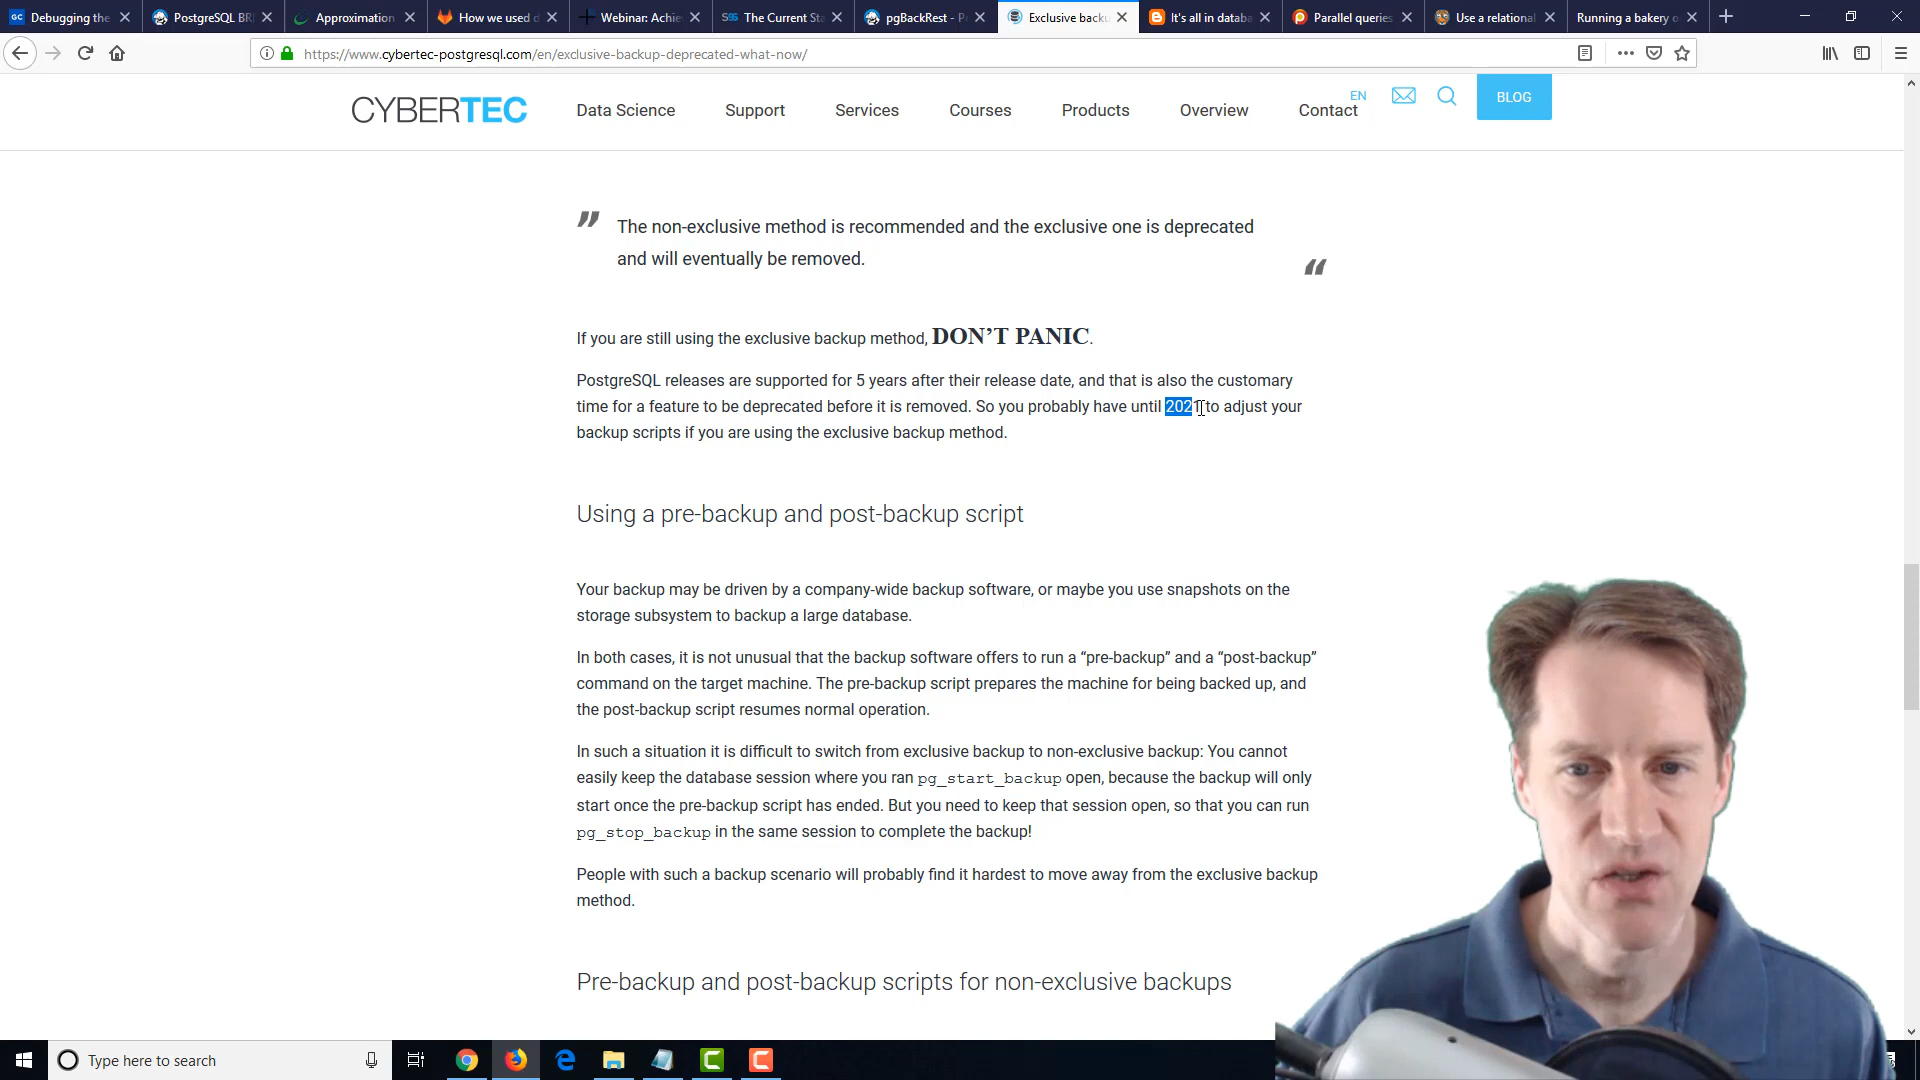 Debugging the
PostgreSQL BR
Approximation
How we used
Webinar: Achie
The Current St
pgBackRest - P
Exclusive back
It's all in datab
Parallel queries
Use a relational
Running a bakery o
https://www.cybertec-postgresql.com/en/exclusive-backup-deprecated-what-now/
CYBERTEC
Data Science
Support
Services
Courses
Products
Overview
Contact
EN
BLOG
" The non-exclusive method is recommended and the exclusive one is deprecated
and will eventually be removed. "
If you are still using the exclusive backup method, DON’T PANIC.
PostgreSQL releases are supported for 5 years after their release date, and that is also the customary
time for a feature to be deprecated before it is removed. So you probably have until 2021 to adjust your
backup scripts if you are using the exclusive backup method.
Using a pre-backup and post-backup script
Your backup may be driven by a company-wide backup software, or maybe you use snapshots on the
storage subsystem to backup a large database.
In both cases, it is not unusual that the backup software offers to run a “pre-backup” and a “post-backup”
command on the target machine. The pre-backup script prepares the machine for being backed up, and
the post-backup script resumes normal operation.
In such a situation it is difficult to switch from exclusive backup to non-exclusive backup: You cannot
easily keep the database session where you ran pg_start_backup open, because the backup will only
start once the pre-backup script has ended. But you need to keep that session open, so that you can run
pg_stop_backup in the same session to complete the backup!
People with such a backup scenario will probably find it hardest to move away from the exclusive backup
method.
Pre-backup and post-backup scripts for non-exclusive backups
Type here to search